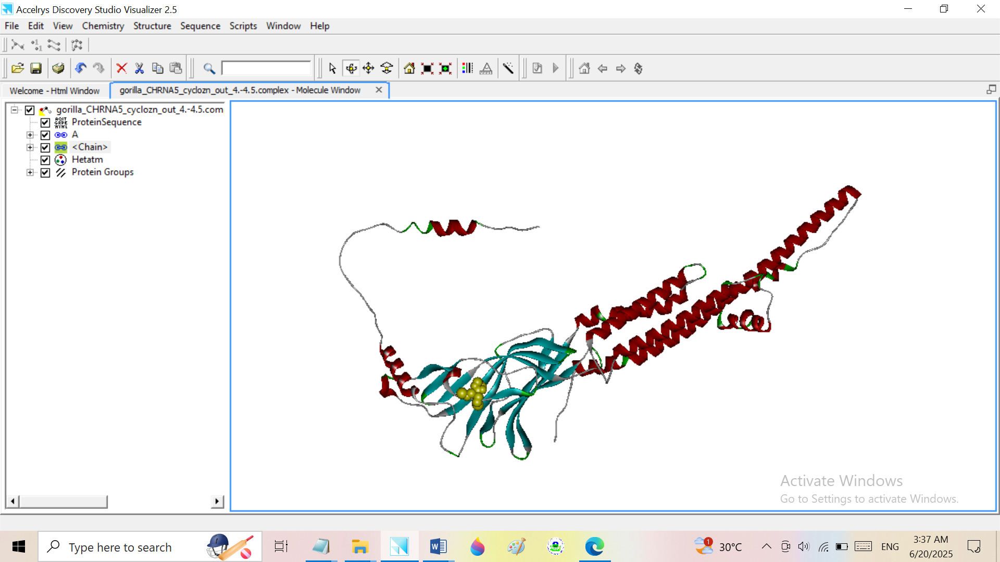 Accelrys Discovery Studio Visualizer 2.5
File Edit View Chemistry Structure Sequence Scripts Window Help
Welcome - Html Window
gorilla_CHRNA5_cyclozn_out_4.-4.5.complex - Molecule Window
gorilla_CHRNA5_cyclozn_out_4.-4.5.com
ProteinSequence
A
<Chain>
Hetatm
Protein Groups
Activate Windows
Go to Settings to activate Windows.
Type here to search
1
30°C
ENG
3:37 AM
6/20/2025